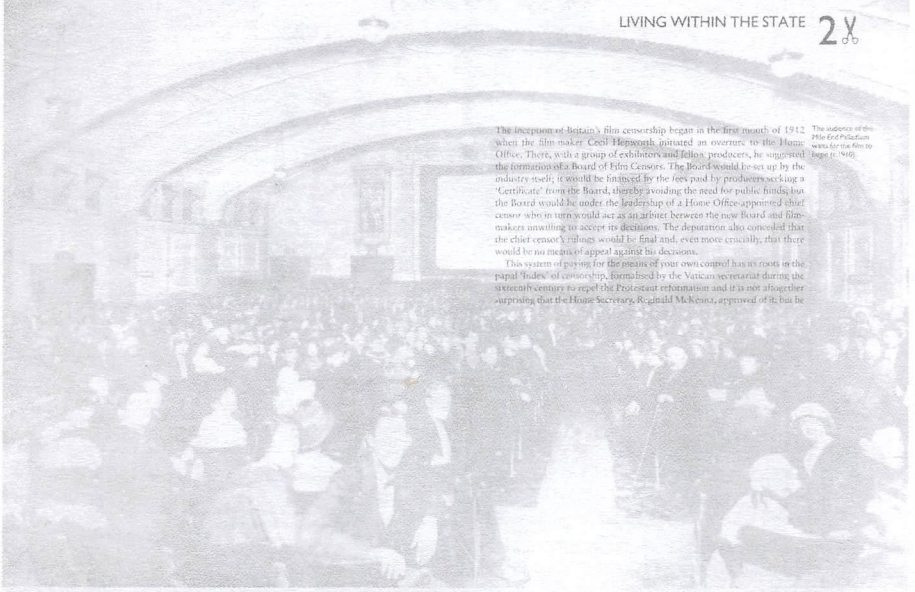 LIVING WITHIN THE STATE 2
The inception of Britain's film censorship began in the first month of 1912
when the film-maker Cecil Hepworth initiated an overture to the Home
Office. There, with a group of exhibitors and fellow producers, he suggested
the formation of a Board of Film Censors. The Board would be set up by the
industry itself; it would be financed by the fees paid by producers seeking a
'Certificate' from the Board, thereby avoiding the need for public funds; but
the Board would be under the leadership of a Home Office-appointed chief
censor who in turn would act as an arbiter between the new Board and film-
makers unwilling to accept its decisions. The deputation also conceded that
the chief censor's rulings would be final and, even more crucially, that there
would be no means of appeal against his decisions.
This system of paying for the means of your own control has its roots in the
papal 'Index' of censorship, formalised by the Vatican secretariat during the
sixteenth century to repel the Protestant reformation and it is not altogether
surprising that the Home Secretary, Reginald McKenna, approved of it; but he
The audience of the
Mile End Palladium
waits for the film to
begin